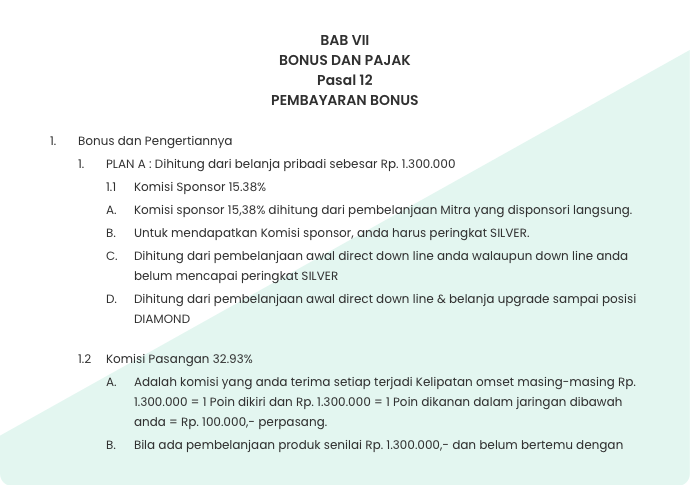 BAB VII
BONUS DAN PAJAK
Pasal 12
PEMBAYARAN BONUS
1. Bonus dan Pengertiannya
1. PLAN A : Dihitung dari belanja pribadi sebesar Rp. 1.300.000
1.1 Komisi Sponsor 15.38%
A. Komisi sponsor 15,38% dihitung dari pembelanjaan Mitra yang disponsori langsung.
B. Untuk mendapatkan Komisi sponsor, anda harus peringkat SILVER.
C. Dihitung dari pembelanjaan awal direct down line anda walaupun down line anda
belum mencapai peringkat SILVER
D. Dihitung dari pembelanjaan awal direct down line & belanja upgrade sampai posisi
DIAMOND
1.2 Komisi Pasangan 32.93%
A. Adalah komisi yang anda terima setiap terjadi Kelipatan omset masing-masing Rp.
1.300.000 = 1 Poin dikiri dan Rp. 1.300.000 = 1 Poin dikanan dalam jaringan dibawah
anda = Rp. 100.000,- perpasang.
B. Bila ada pembelanjaan produk senilai Rp. 1.300.000,- dan belum bertemu dengan